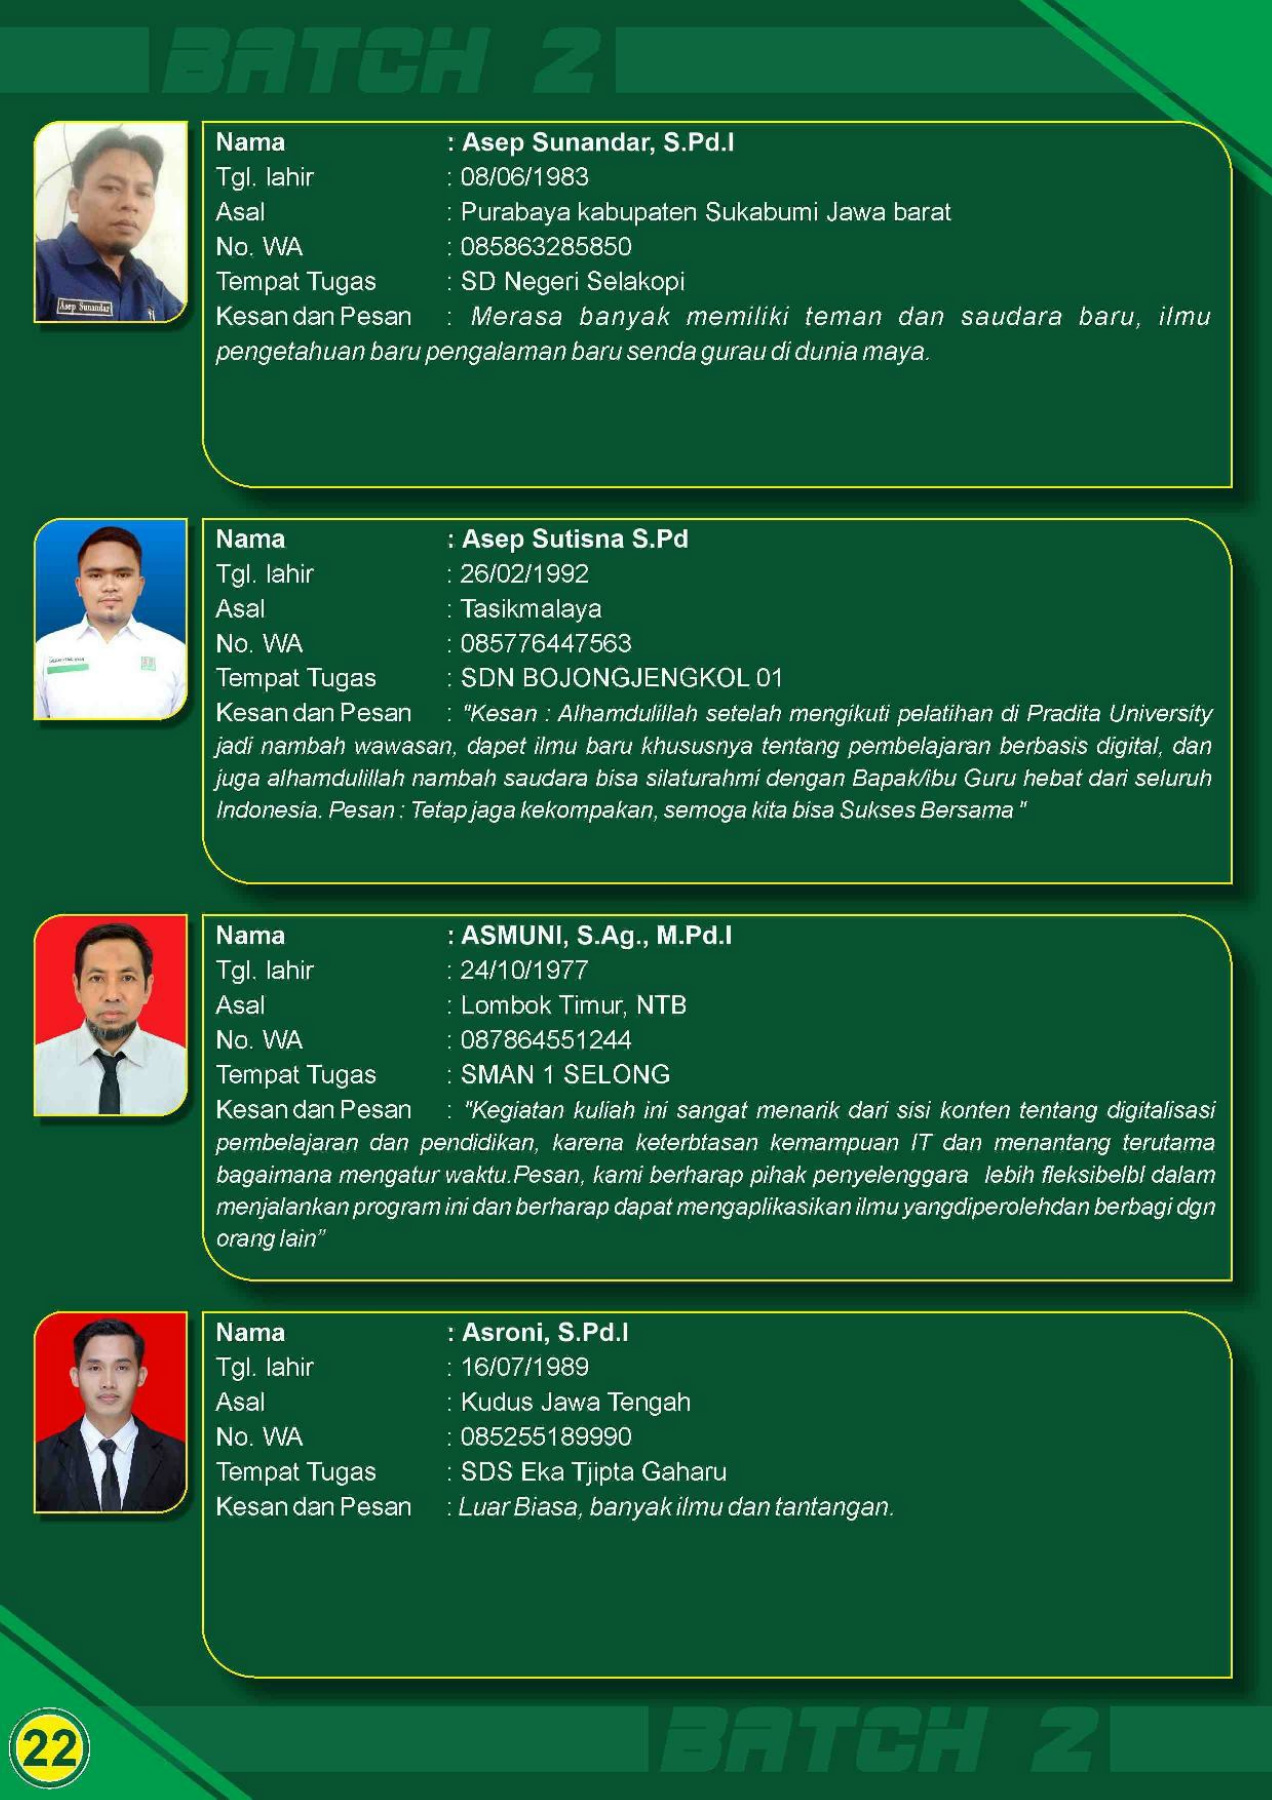 BATCH 2
Nama : Asep Sunandar, S.Pd.I
Tgl. lahir : 08/06/1983
Asal : Purabaya kabupaten Sukabumi Jawa barat
No. WA : 085863285850
Tempat Tugas : SD Negeri Selakopi
Kesan dan Pesan : Merasa banyak memiliki teman dan saudara baru, ilmu
pengetahuan baru pengalaman baru senda gurau di dunia maya.
Asep Sunandar
Nama : Asep Sutisna S.Pd
Tgl. lahir : 26/02/1992
Asal : Tasikmalaya
No. WA : 085776447563
Tempat Tugas : SDN BOJONGJENGKOL 01
Kesan dan Pesan : "Kesan : Alhamdulillah setelah mengikuti pelatihan di Pradita University
jadi nambah wawasan, dapet ilmu baru khususnya tentang pembelajaran berbasis digital, dan
juga alhamdulillah nambah saudara bisa silaturahmi dengan Bapak/ibu Guru hebat dari seluruh
Indonesia. Pesan : Tetap jaga kekompakan, semoga kita bisa Sukses Bersama "
Nama : ASMUNI, S.Ag., M.Pd.I
Tgl. lahir : 24/10/1977
Asal : Lombok Timur, NTB
No. WA : 087864551244
Tempat Tugas : SMAN 1 SELONG
Kesan dan Pesan : "Kegiatan kuliah ini sangat menarik dari sisi konten tentang digitalisasi
pembelajaran dan pendidikan, karena keterbtasan kemampuan IT dan menantang terutama
bagaimana mengatur waktu.Pesan, kami berharap pihak penyelenggara lebih fleksibelbl dalam
menjalankan program ini dan berharap dapat mengaplikasikan ilmu yangdiperolehdan berbagi dgn
orang lain”
Nama : Asroni, S.Pd.I
Tgl. lahir : 16/07/1989
Asal : Kudus Jawa Tengah
No. WA : 085255189990
Tempat Tugas : SDS Eka Tjipta Gaharu
Kesan dan Pesan : Luar Biasa, banyak ilmu dan tantangan.
22
BATCH 2